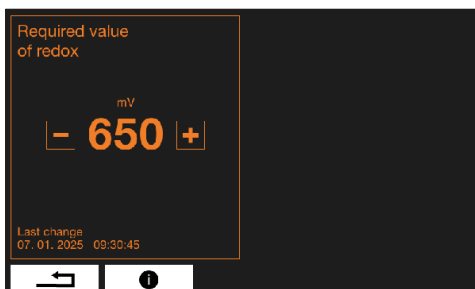 Required value
of redox
mV
- 650 +
Last change
07. 01. 2025 09:30:45
i